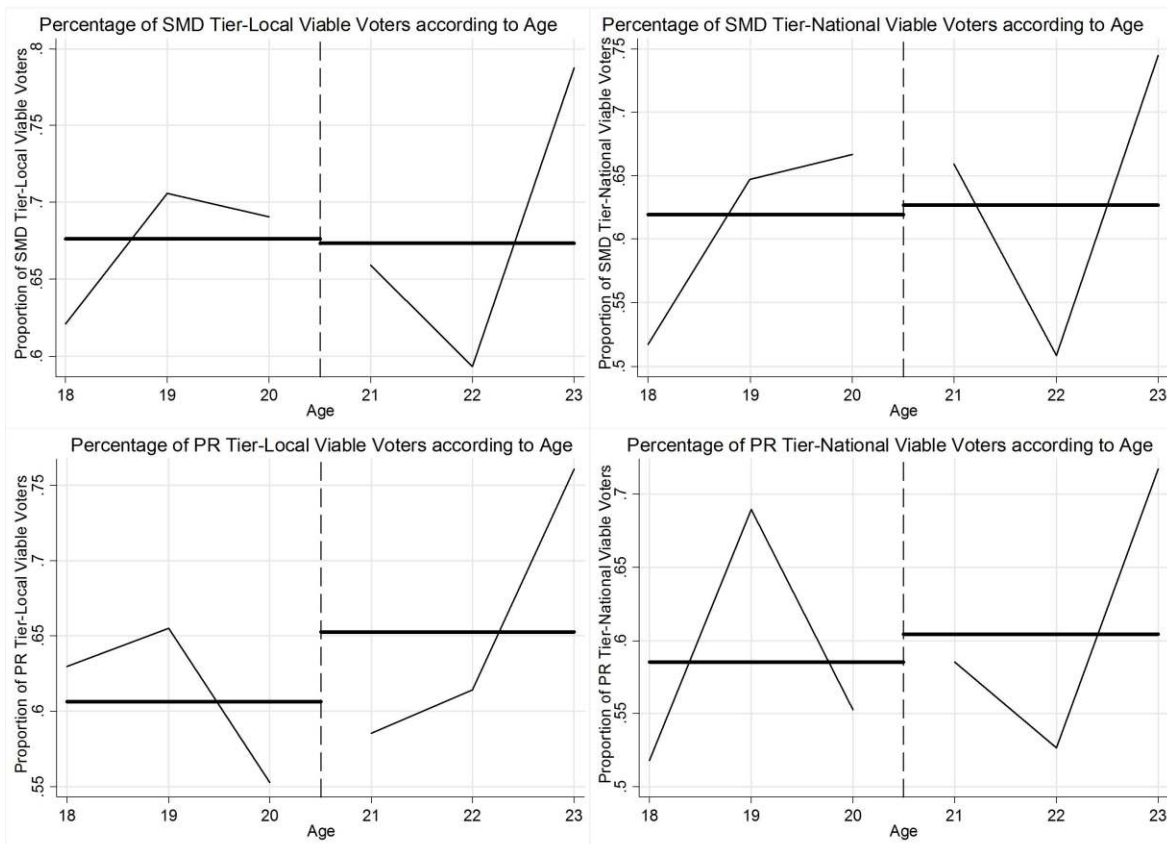 Percentage of SMD Tier-Local Viable Voters according to Age
Proportion of SMD Tier-Local Viable Voters
.8
.75
.7
.65
.6
18 19 20 21 22 23
Age
Percentage of SMD Tier-National Viable Voters according to Age
Proportion of SMD Tier-National Viable Voters
.75
.7
.65
.6
.55
.5
18 19 20 21 22 23
Age
Percentage of PR Tier-Local Viable Voters according to Age
Proportion of PR Tier-Local Viable Voters
.75
.7
.65
.6
.55
18 19 20 21 22 23
Age
Percentage of PR Tier-National Viable Voters according to Age
Proportion of PR Tier-National Viable Voters
.7
.65
.6
.55
.5
18 19 20 21 22 23
Age